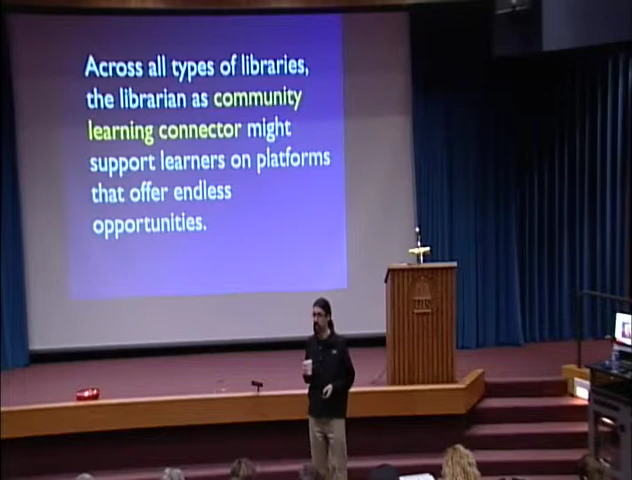 Across all types of libraries,
the librarian as community
learning connector might
support learners on platforms
that offer endless
opportunities.